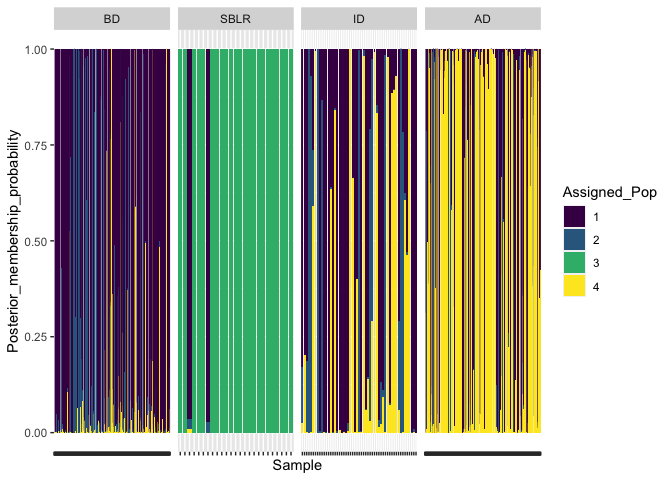 BD SBLR ID AD
1.00
0.75
0.50
0.25
0.00
Posterior_membership_probability
Sample
Assigned_Pop
1
2
3
4